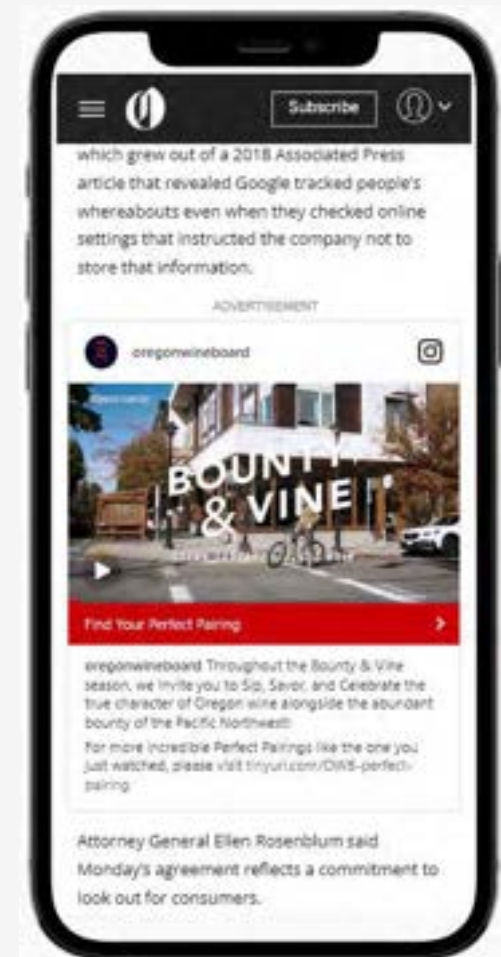 Subscribe
which grew out of a 2018 Associated Press
article that revealed Google tracked people's
whereabouts even when they checked online
settings that instructed the company not to
store that information.
ADVERTISEMENT
oregonwineboard
BOUNTY
& VINE
Find Your Perfect Pairing
oregonwineboard Throughout the Bounty & Vine
season, we invite you to Sip, Savor, and Celebrate the
true character of Oregon wine alongside the abundant
bounty of the Pacific Northwest!
For more incredible Perfect Pairings like the one you
just watched, please visit tinyurl.com/OWB-perfect-
pairing
Attorney General Ellen Rosenblum said
Monday's agreement reflects a commitment to
look out for consumers.